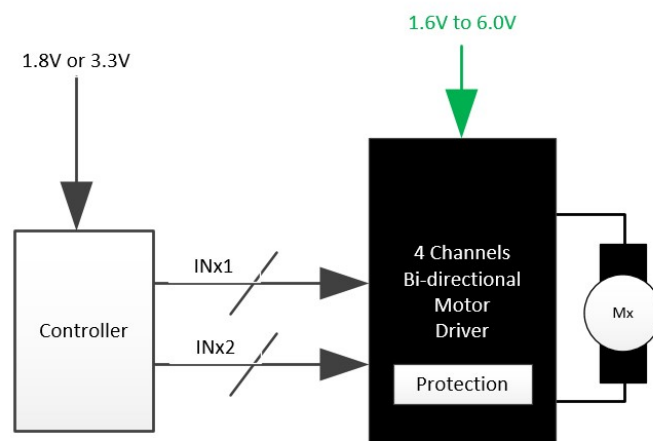 1.6V to 6.0V
1.8V or 3.3V
INx1
4 Channels
Bi-directional
Motor
Driver
Mx
Controller
INx2
Protection